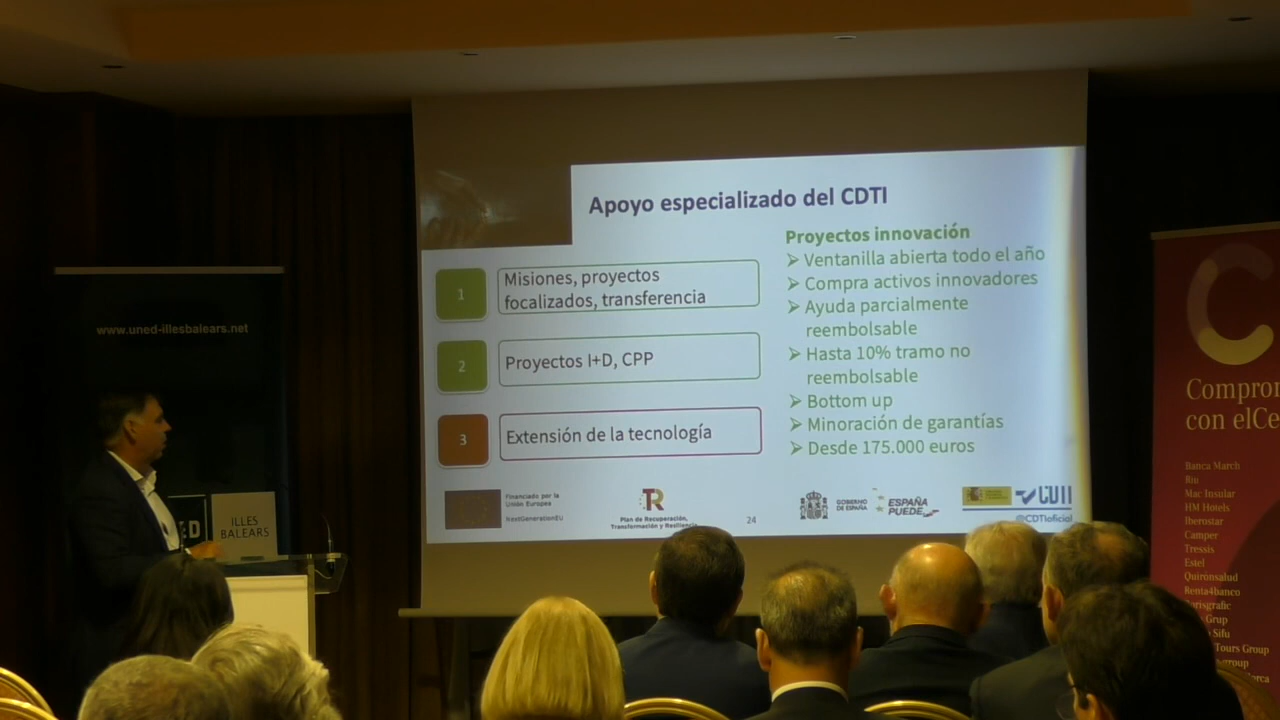 www.uned-illesbalears.net
ILLES
BALEARS
Apoyo especializado del CDTI
1
Misiones, proyectos
focalizados, transferencia
2
Proyectos I+D, CPP
3
Extensión de la tecnología
Proyectos innovación
Ventanilla abierta todo el año
Compra activos innovadores
Ayuda parcialmente
reembolsable
Hasta 10% tramo no
reembolsable
Bottom up
Minoración de garantías
Desde 175.000 euros
Financiado por la
Unión Europea
NextGenerationEU
TR
Plan de Recuperación,
Transformación y Resiliencia
24
GOBIERNO
DE ESPAÑA
ESPAÑA
PUEDE
CDTI
@CDTIoficial
con elCe
Banca March
Riu
Mac Insular
HM Hotels
Iberostar
Camper
Tressis
Estel
Quirónsalud
Renta4banco
Grup
Sifu
Tours Group